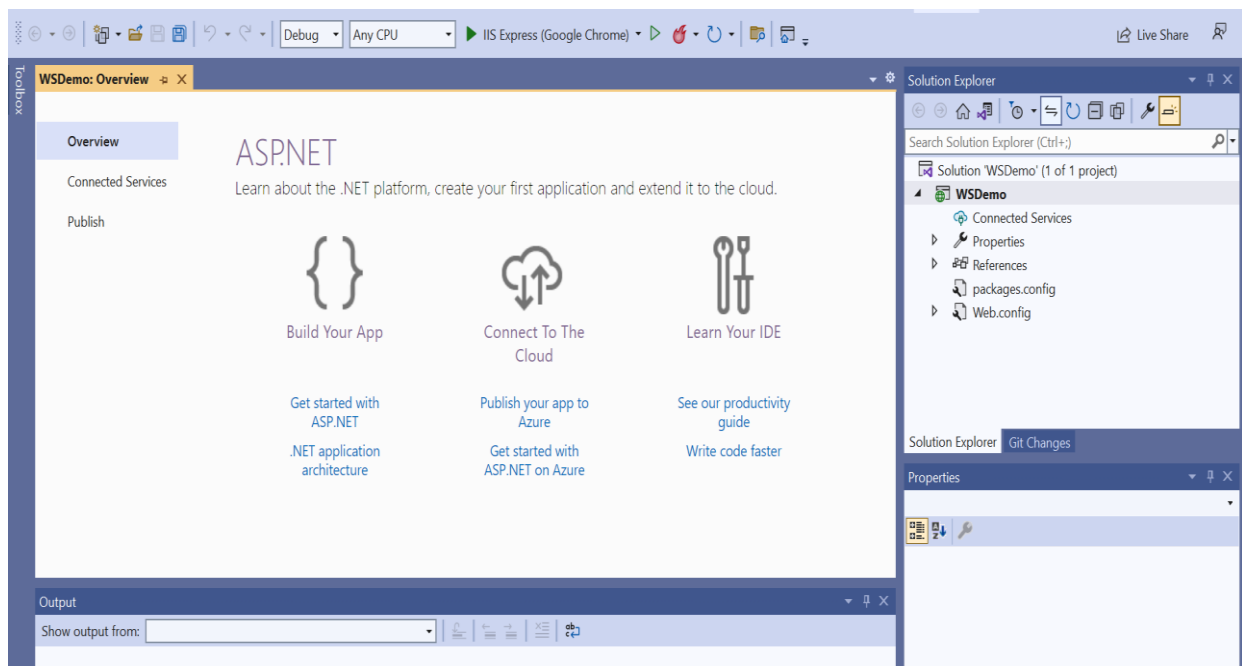 Debug
Any CPU
IIS Express (Google Chrome)
Live Share
Toolbox
WSDemo: Overview
Overview
Connected Services
Publish
ASP.NET
Learn about the .NET platform, create your first application and extend it to the cloud.
Build Your App
Connect To The
Cloud
Learn Your IDE
Get started with
ASP.NET
Publish your app to
Azure
See our productivity
guide
.NET application
architecture
Get started with
ASP.NET on Azure
Write code faster
Output
Show output from:
Solution Explorer
Search Solution Explorer (Ctrl+;)
Solution 'WSDemo' (1 of 1 project)
WSDemo
Connected Services
Properties
References
packages.config
Web.config
Solution Explorer
Git Changes
Properties